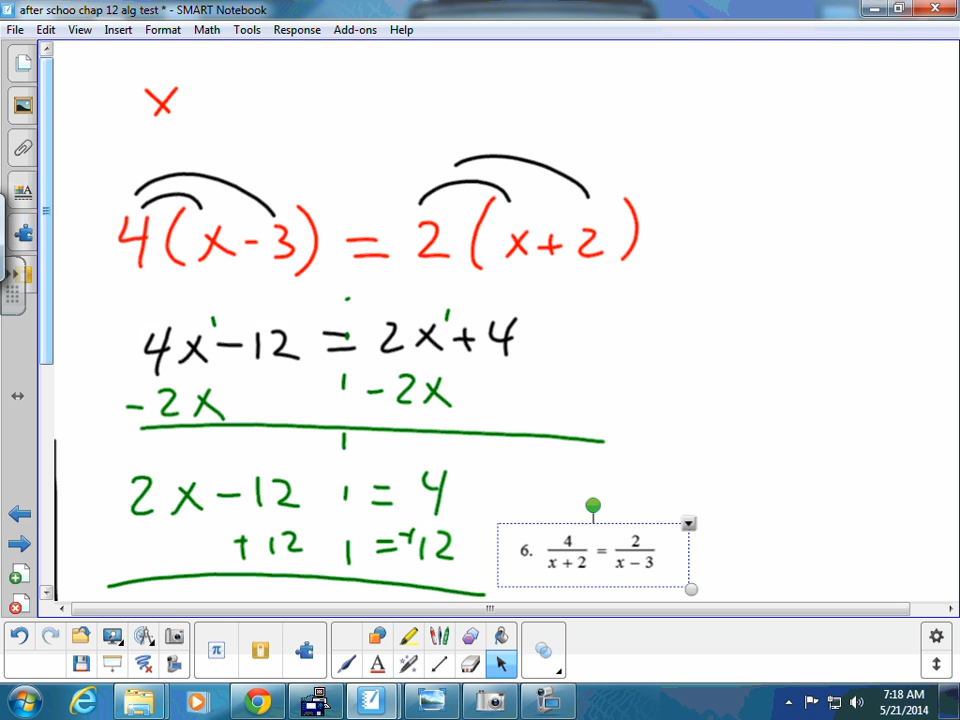 after schoo chap 12 alg test * - SMART Notebook
File Edit View Insert Format Math Tools Response Add-ons Help
x
4(x-3) = 2(x+2)
4x¹-12 = 2x¹+4
-2x -2x
2x-12 = 4
+12 =+12
6. 4/(x + 2) = 2/(x − 3)
π
A
A
7:18 AM
5/21/2014